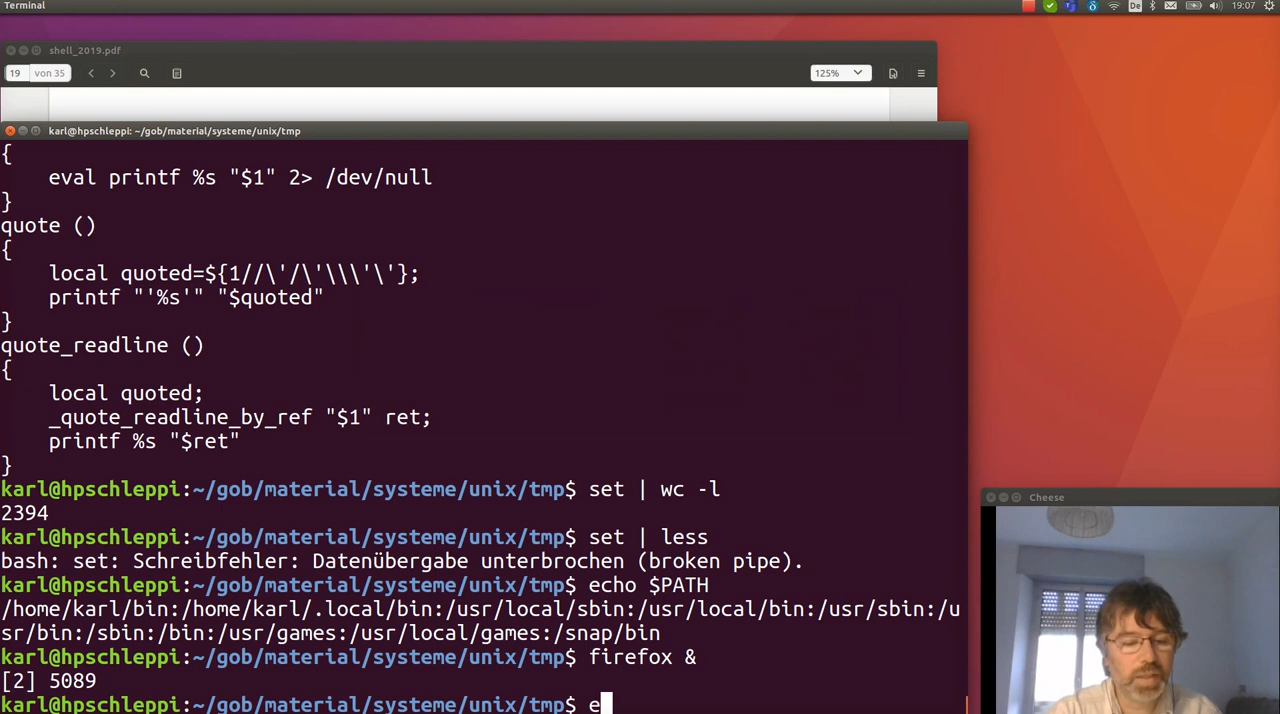 Terminal
De
19:07
shell_2019.pdf
19 von 35
125%
karl@hpschleppi: ~/gob/material/systeme/unix/tmp
{
eval printf %s "$1" 2> /dev/null
}
quote ()
{
local quoted=${1//\'/\'\\\'\'};
printf "'%s'" "$quoted"
}
quote_readline ()
{
local quoted;
_quote_readline_by_ref "$1" ret;
printf %s "$ret"
}
karl@hpschleppi:~/gob/material/systeme/unix/tmp$ set | wc -l
2394
karl@hpschleppi:~/gob/material/systeme/unix/tmp$ set | less
bash: set: Schreibfehler: Datenübergabe unterbrochen (broken pipe).
karl@hpschleppi:~/gob/material/systeme/unix/tmp$ echo $PATH
/home/karl/bin:/home/karl/.local/bin:/usr/local/sbin:/usr/local/bin:/usr/sbin:/u
sr/bin:/sbin:/bin:/usr/games:/usr/local/games:/snap/bin
karl@hpschleppi:~/gob/material/systeme/unix/tmp$ firefox &
[2] 5089
karl@hpschleppi:~/gob/material/systeme/unix/tmp$ e
Cheese